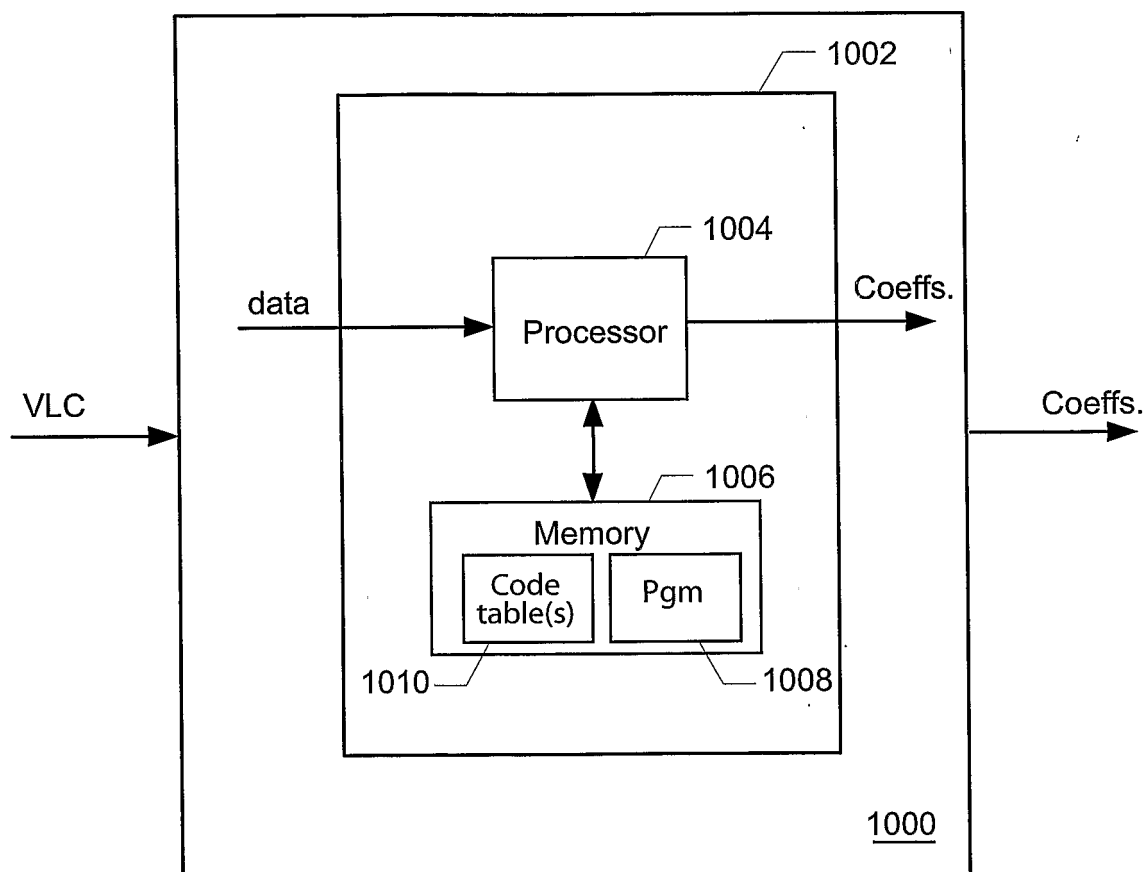 1002
1004
data
Coeffs.
Processor
VLC
Coeffs.
1006
Memory
Code
table(s)
Pgm
1010
1008
1000